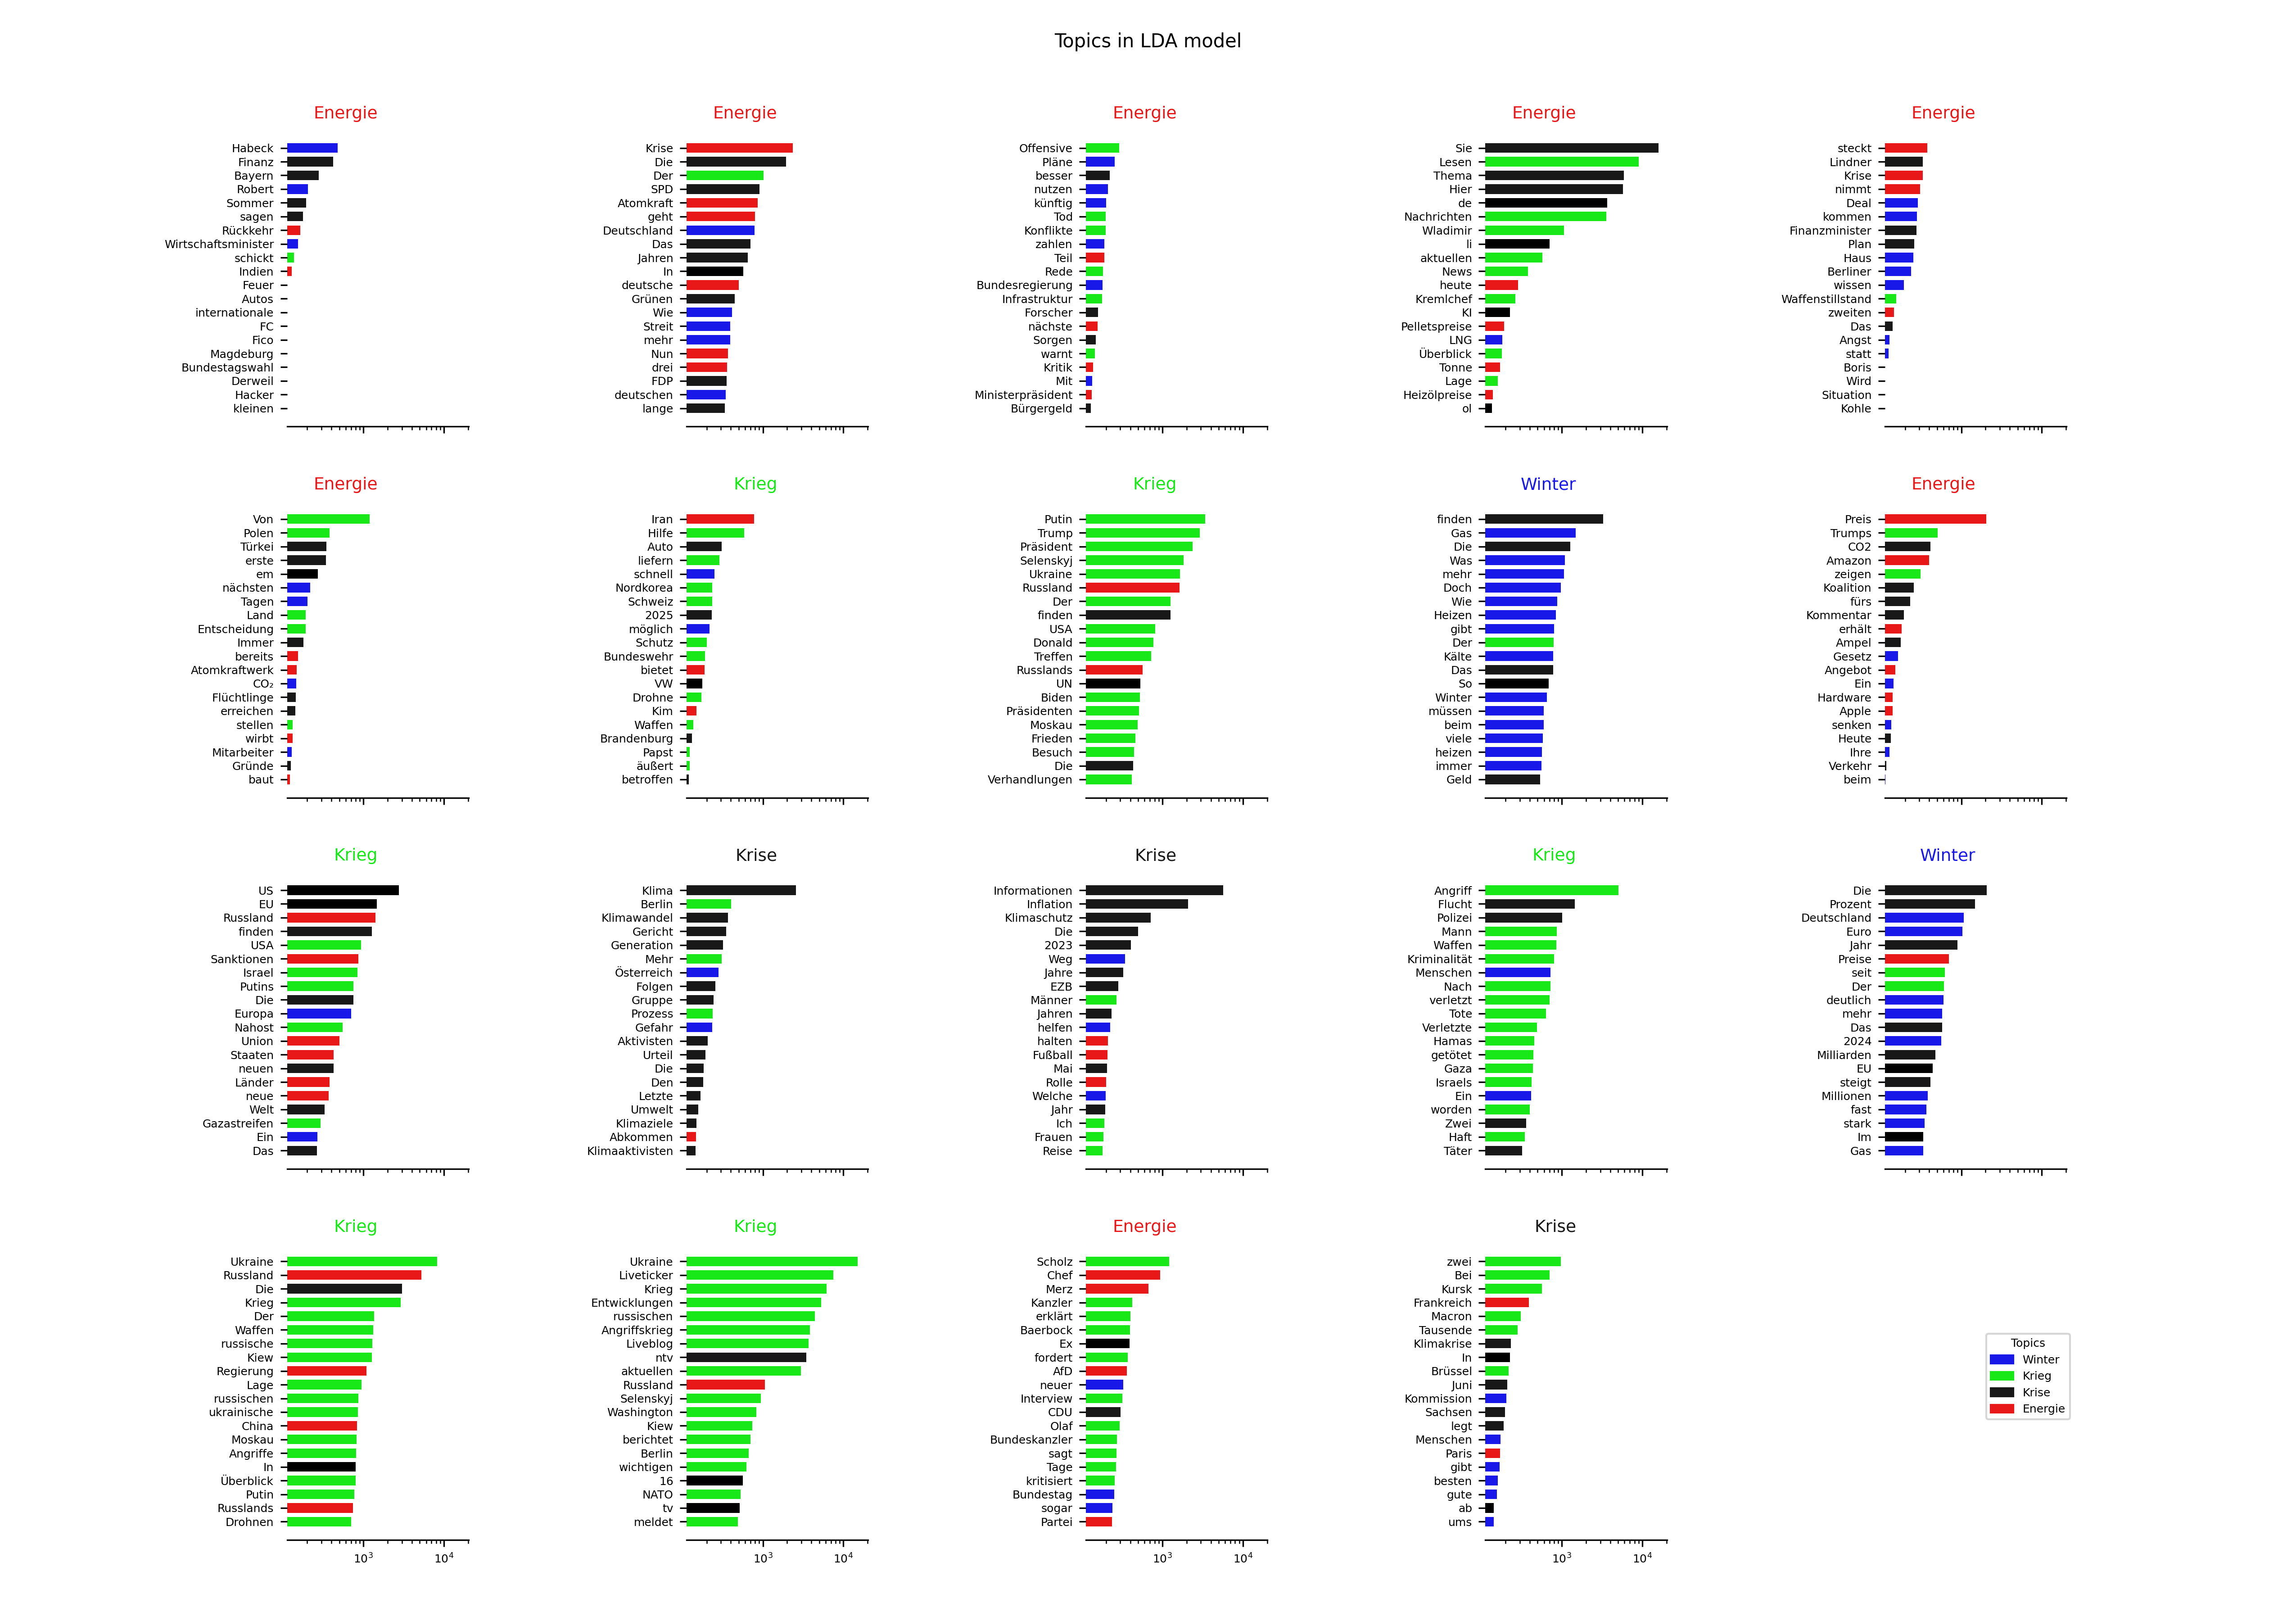 Topics in LDA model
Energie
Habeck
Finanz
Bayern
Robert
Sommer
sagen
Rückkehr
Wirtschaftsminister
schickt
Indien
Feuer
Autos
internationale
FC
Fico
Magdeburg
Bundestagswahl
Derweil
Hacker
kleinen
Energie
Krise
Die
Der
SPD
Atomkraft
geht
Deutschland
Das
Jahren
In
deutsche
Grünen
Wie
Streit
mehr
Nun
drei
FDP
deutschen
lange
Energie
Offensive
Pläne
besser
nutzen
künftig
Tod
Konflikte
zahlen
Teil
Rede
Bundesregierung
Infrastruktur
Forscher
nächste
Sorgen
warnt
Kritik
Mit
Ministerpräsident
Bürgergeld
Energie
Sie
Lesen
Thema
Hier
de
Nachrichten
Wladimir
li
aktuellen
News
heute
Kremlchef
KI
Pelletspreise
LNG
Überblick
Tonne
Lage
Heizölpreise
ol
Energie
steckt
Lindner
Krise
nimmt
Deal
kommen
Finanzminister
Plan
Haus
Berliner
wissen
Waffenstillstand
zweiten
Das
Angst
statt
Boris
Wird
Situation
Kohle
Energie
Von
Polen
Türkei
erste
em
nächsten
Tagen
Land
Entscheidung
Immer
bereits
Atomkraftwerk
CO₂
Flüchtlinge
erreichen
stellen
wirbt
Mitarbeiter
Gründe
baut
Krieg
Iran
Hilfe
Auto
liefern
schnell
Nordkorea
Schweiz
2025
möglich
Schutz
Bundeswehr
bietet
VW
Drohne
Kim
Waffen
Brandenburg
Papst
äußert
betroffen
Krieg
Putin
Trump
Präsident
Selenskyj
Ukraine
Russland
Der
finden
USA
Donald
Treffen
Russlands
UN
Biden
Präsidenten
Moskau
Frieden
Besuch
Die
Verhandlungen
Winter
finden
Gas
Die
Was
mehr
Doch
Wie
Heizen
gibt
Der
Kälte
Das
So
Winter
müssen
beim
viele
heizen
immer
Geld
Energie
Preis
Trumps
CO2
Amazon
zeigen
Koalition
fürs
Kommentar
erhält
Ampel
Gesetz
Angebot
Ein
Hardware
Apple
senken
Heute
Ihre
Verkehr
beim
Krieg
US
EU
Russland
finden
USA
Sanktionen
Israel
Putins
Die
Europa
Nahost
Union
Staaten
neuen
Länder
neue
Welt
Gazastreifen
Ein
Das
Krise
Klima
Berlin
Klimawandel
Gericht
Generation
Mehr
Österreich
Folgen
Gruppe
Prozess
Gefahr
Aktivisten
Urteil
Die
Den
Letzte
Umwelt
Klimaziele
Abkommen
Klimaaktivisten
Krise
Informationen
Inflation
Klimaschutz
Die
2023
Weg
Jahre
EZB
Männer
Jahren
helfen
halten
Fußball
Mai
Rolle
Welche
Jahr
Ich
Frauen
Reise
Krieg
Angriff
Flucht
Polizei
Mann
Waffen
Kriminalität
Menschen
Nach
verletzt
Tote
Verletzte
Hamas
getötet
Gaza
Israels
Ein
worden
Zwei
Haft
Täter
Winter
Die
Prozent
Deutschland
Euro
Jahr
Preise
seit
Der
deutlich
mehr
Das
2024
Milliarden
EU
steigt
Millionen
fast
stark
Im
Gas
Krieg
Ukraine
Russland
Die
Krieg
Der
Waffen
russische
Kiew
Regierung
Lage
russischen
ukrainische
China
Moskau
Angriffe
In
Überblick
Putin
Russlands
Drohnen
10³ 10⁴
Krieg
Ukraine
Liveticker
Krieg
Entwicklungen
russischen
Angriffskrieg
Liveblog
ntv
aktuellen
Russland
Selenskyj
Washington
Kiew
berichtet
Berlin
wichtigen
16
NATO
tv
meldet
10³ 10⁴
Energie
Scholz
Chef
Merz
Kanzler
erklärt
Baerbock
Ex
fordert
AfD
neuer
Interview
CDU
Olaf
Bundeskanzler
sagt
Tage
kritisiert
Bundestag
sogar
Partei
10³ 10⁴
Krise
zwei
Bei
Kursk
Frankreich
Macron
Tausende
Klimakrise
In
Brüssel
Juni
Kommission
Sachsen
legt
Menschen
Paris
gibt
besten
gute
ab
ums
10³ 10⁴
Topics
Winter
Krieg
Krise
Energie